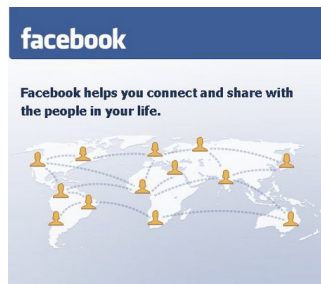 facebook
Facebook helps you connect and share with
the people in your life.